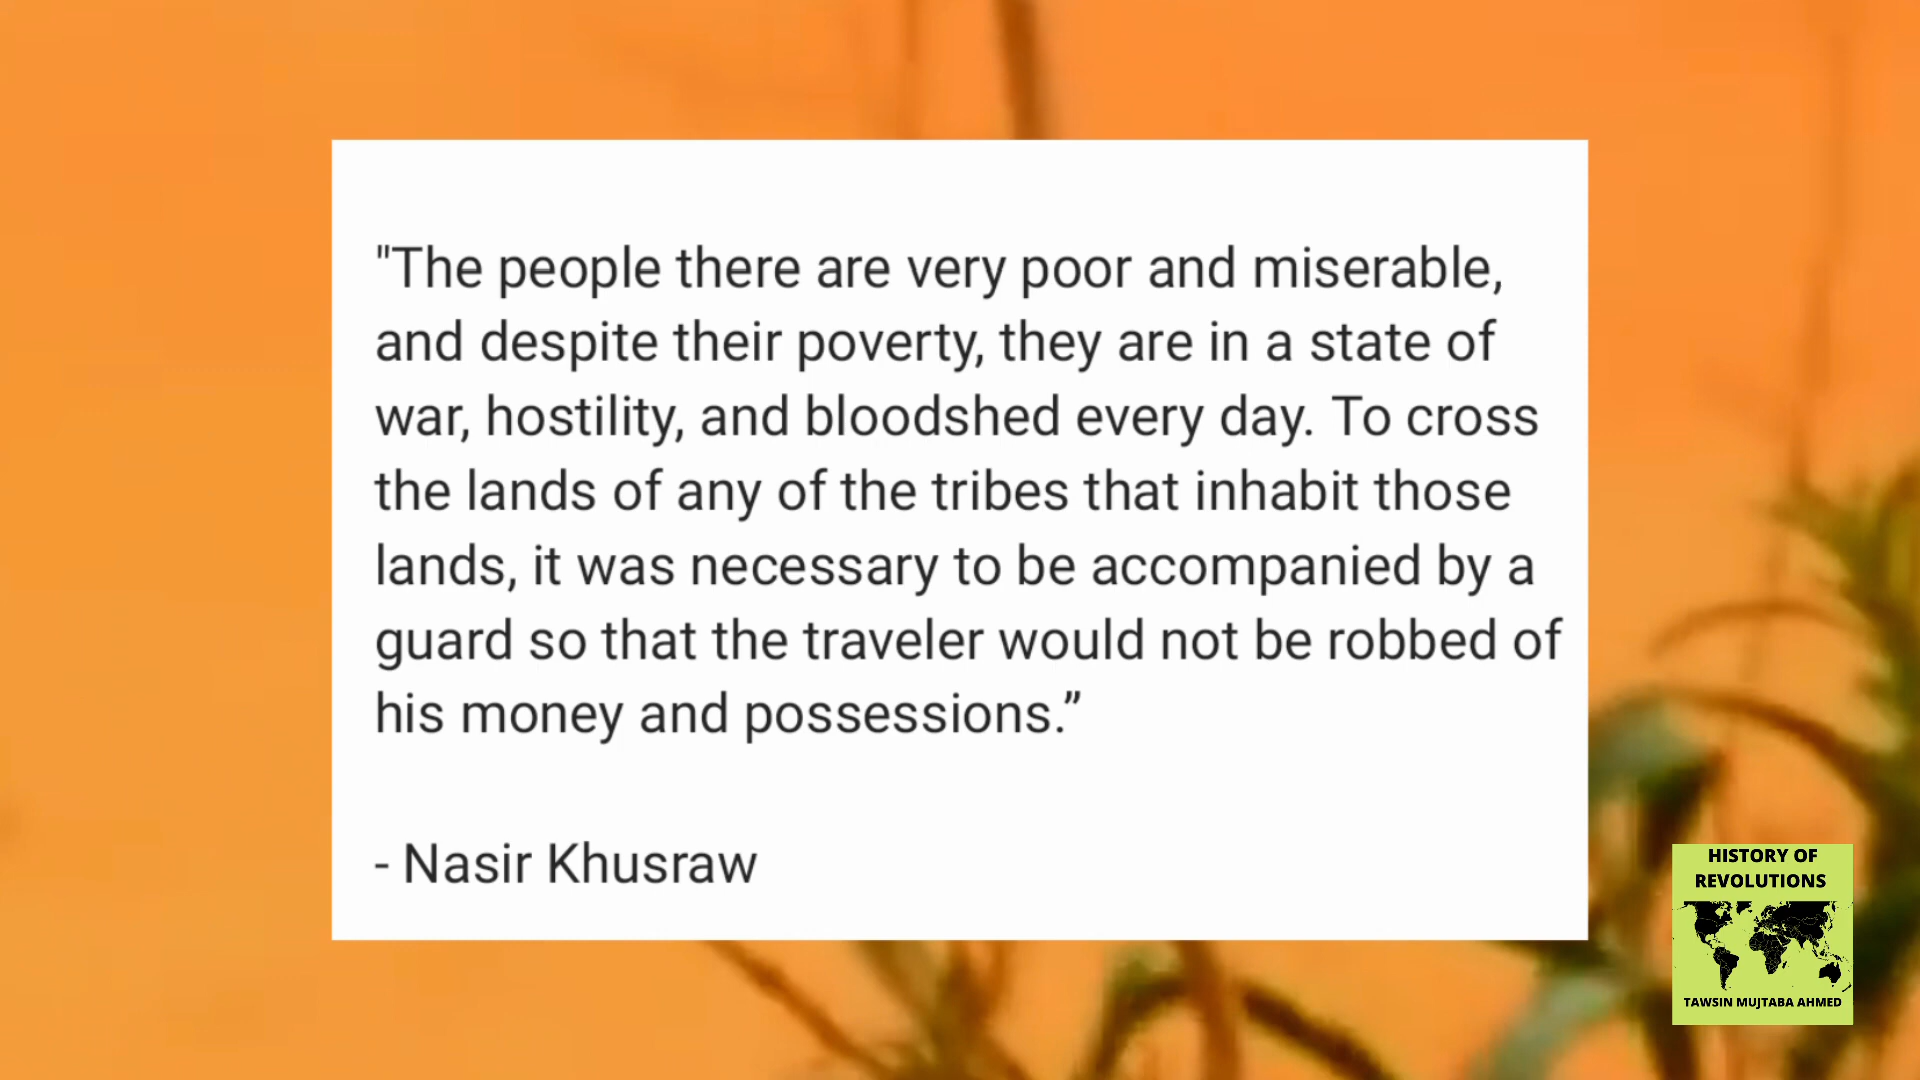 "The people there are very poor and miserable,
and despite their poverty, they are in a state of
war, hostility, and bloodshed every day. To cross
the lands of any of the tribes that inhabit those
lands, it was necessary to be accompanied by a
guard so that the traveler would not be robbed of
his money and possessions.”
- Nasir Khusraw
HISTORY OF
REVOLUTIONS
TAWSIN MUJTABA AHMED